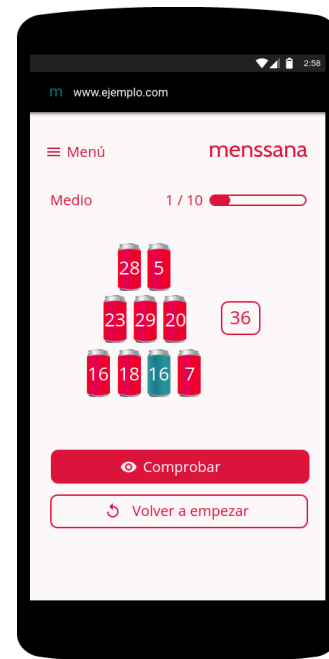 2:58
m www.ejemplo.com
Menú menssana
Medio 1 / 10
28 5
23 29 20 36
16 18 16 7
Comprobar
Volver a empezar